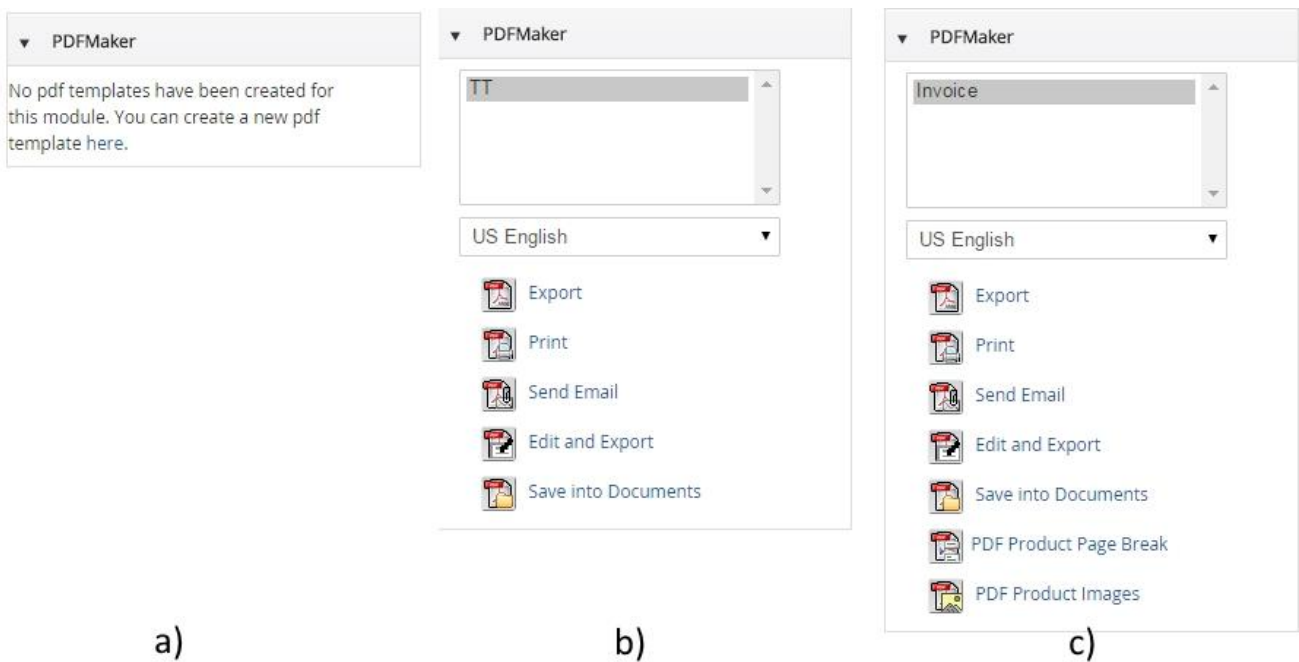 PDFMaker
No pdf templates have been created for
this module. You can create a new pdf
template here.
a)
PDFMaker
TT
US English
Export
Print
Send Email
Edit and Export
Save into Documents
b)
PDFMaker
Invoice
US English
Export
Print
Send Email
Edit and Export
Save into Documents
PDF Product Page Break
PDF Product Images
c)